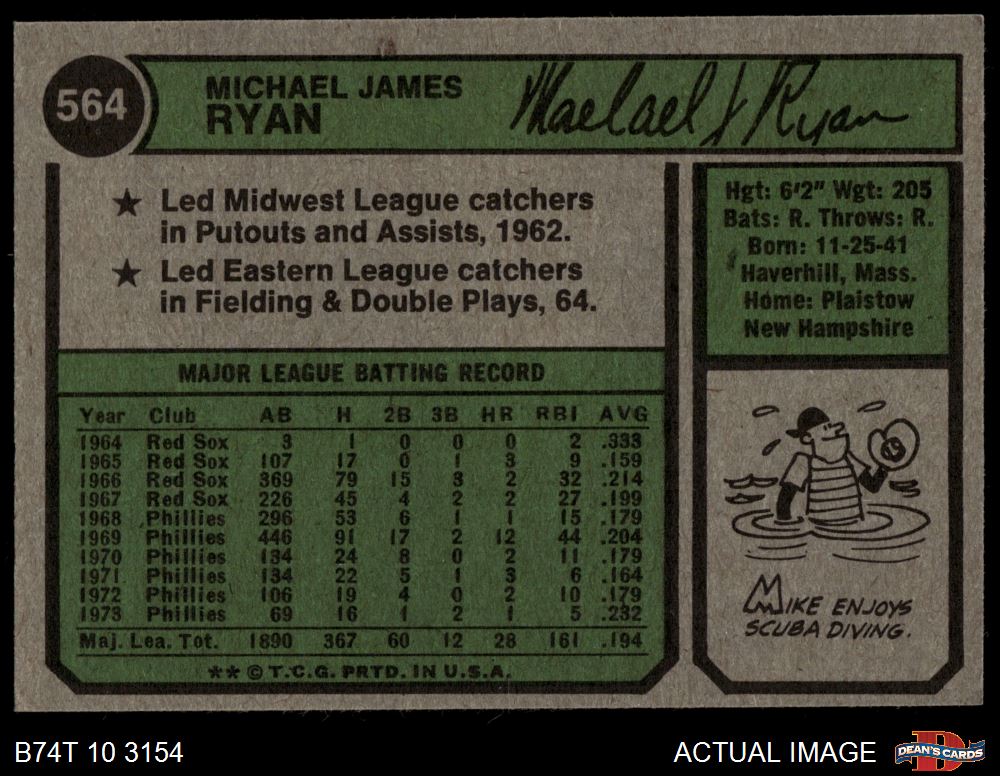 564
MICHAEL JAMES
RYAN
Michael J Ryan
★ Led Midwest League catchers
in Putouts and Assists, 1962.
★ Led Eastern League catchers
in Fielding & Double Plays, 64.
Hgt: 6'2" Wgt: 205
Bats: R. Throws: R.
Born: 11-25-41
Haverhill, Mass.
Home: Plaistow
New Hampshire
MAJOR LEAGUE BATTING RECORD
Year Club AB H 2B 3B HR RBI AVG
1964 Red Sox 3 1 0 0 0 2 .333
1965 Red Sox 107 17 0 1 3 9 .159
1966 Red Sox 369 79 15 3 2 32 .214
1967 Red Sox 226 45 4 2 2 27 .199
1968 Phillies 296 53 6 1 1 15 .179
1969 Phillies 446 91 17 2 12 44 .204
1970 Phillies 134 24 8 0 2 11 .179
1971 Phillies 134 22 5 1 3 6 .164
1972 Phillies 106 19 4 0 2 10 .179
1973 Phillies 69 16 1 2 1 5 .232
Maj. Lea. Tot. 1890 367 60 12 28 161 .194
** © T.C.G. PRTD. IN U.S.A.
MIKE ENJOYS
SCUBA DIVING.
B74T 10 3154
ACTUAL IMAGE
DEAN'S CARDS